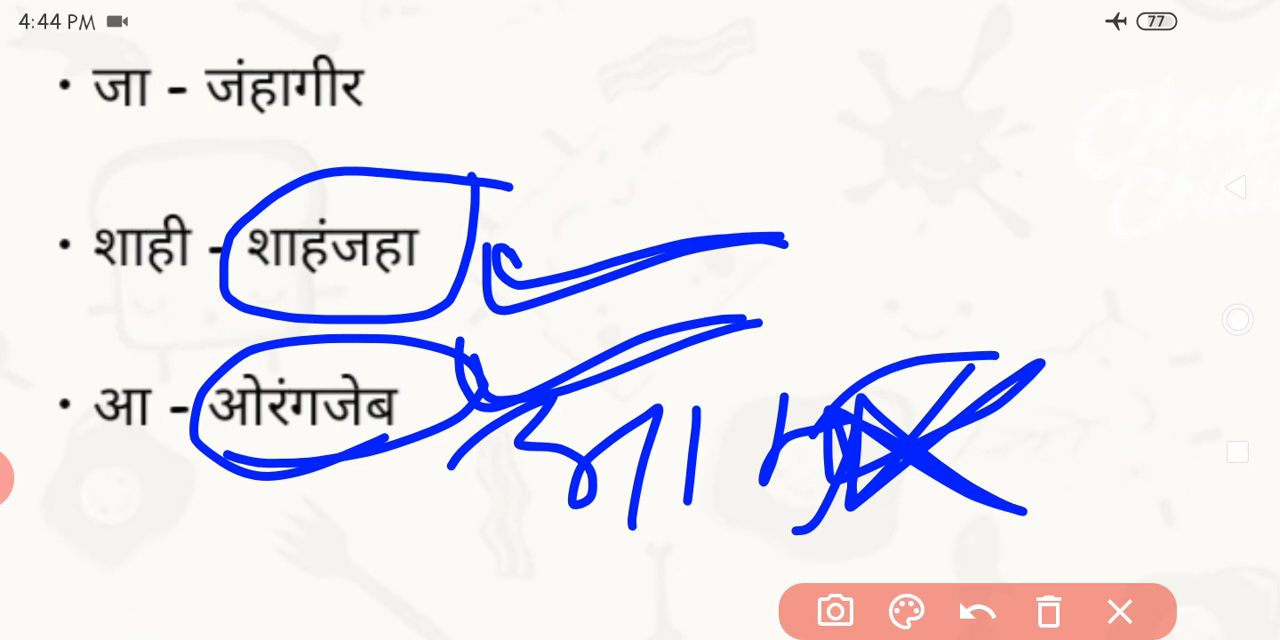 4:44 PM 77
• जा - जंहागीर
• शाही - शाहंजहा
• आ - ओरंगजेब